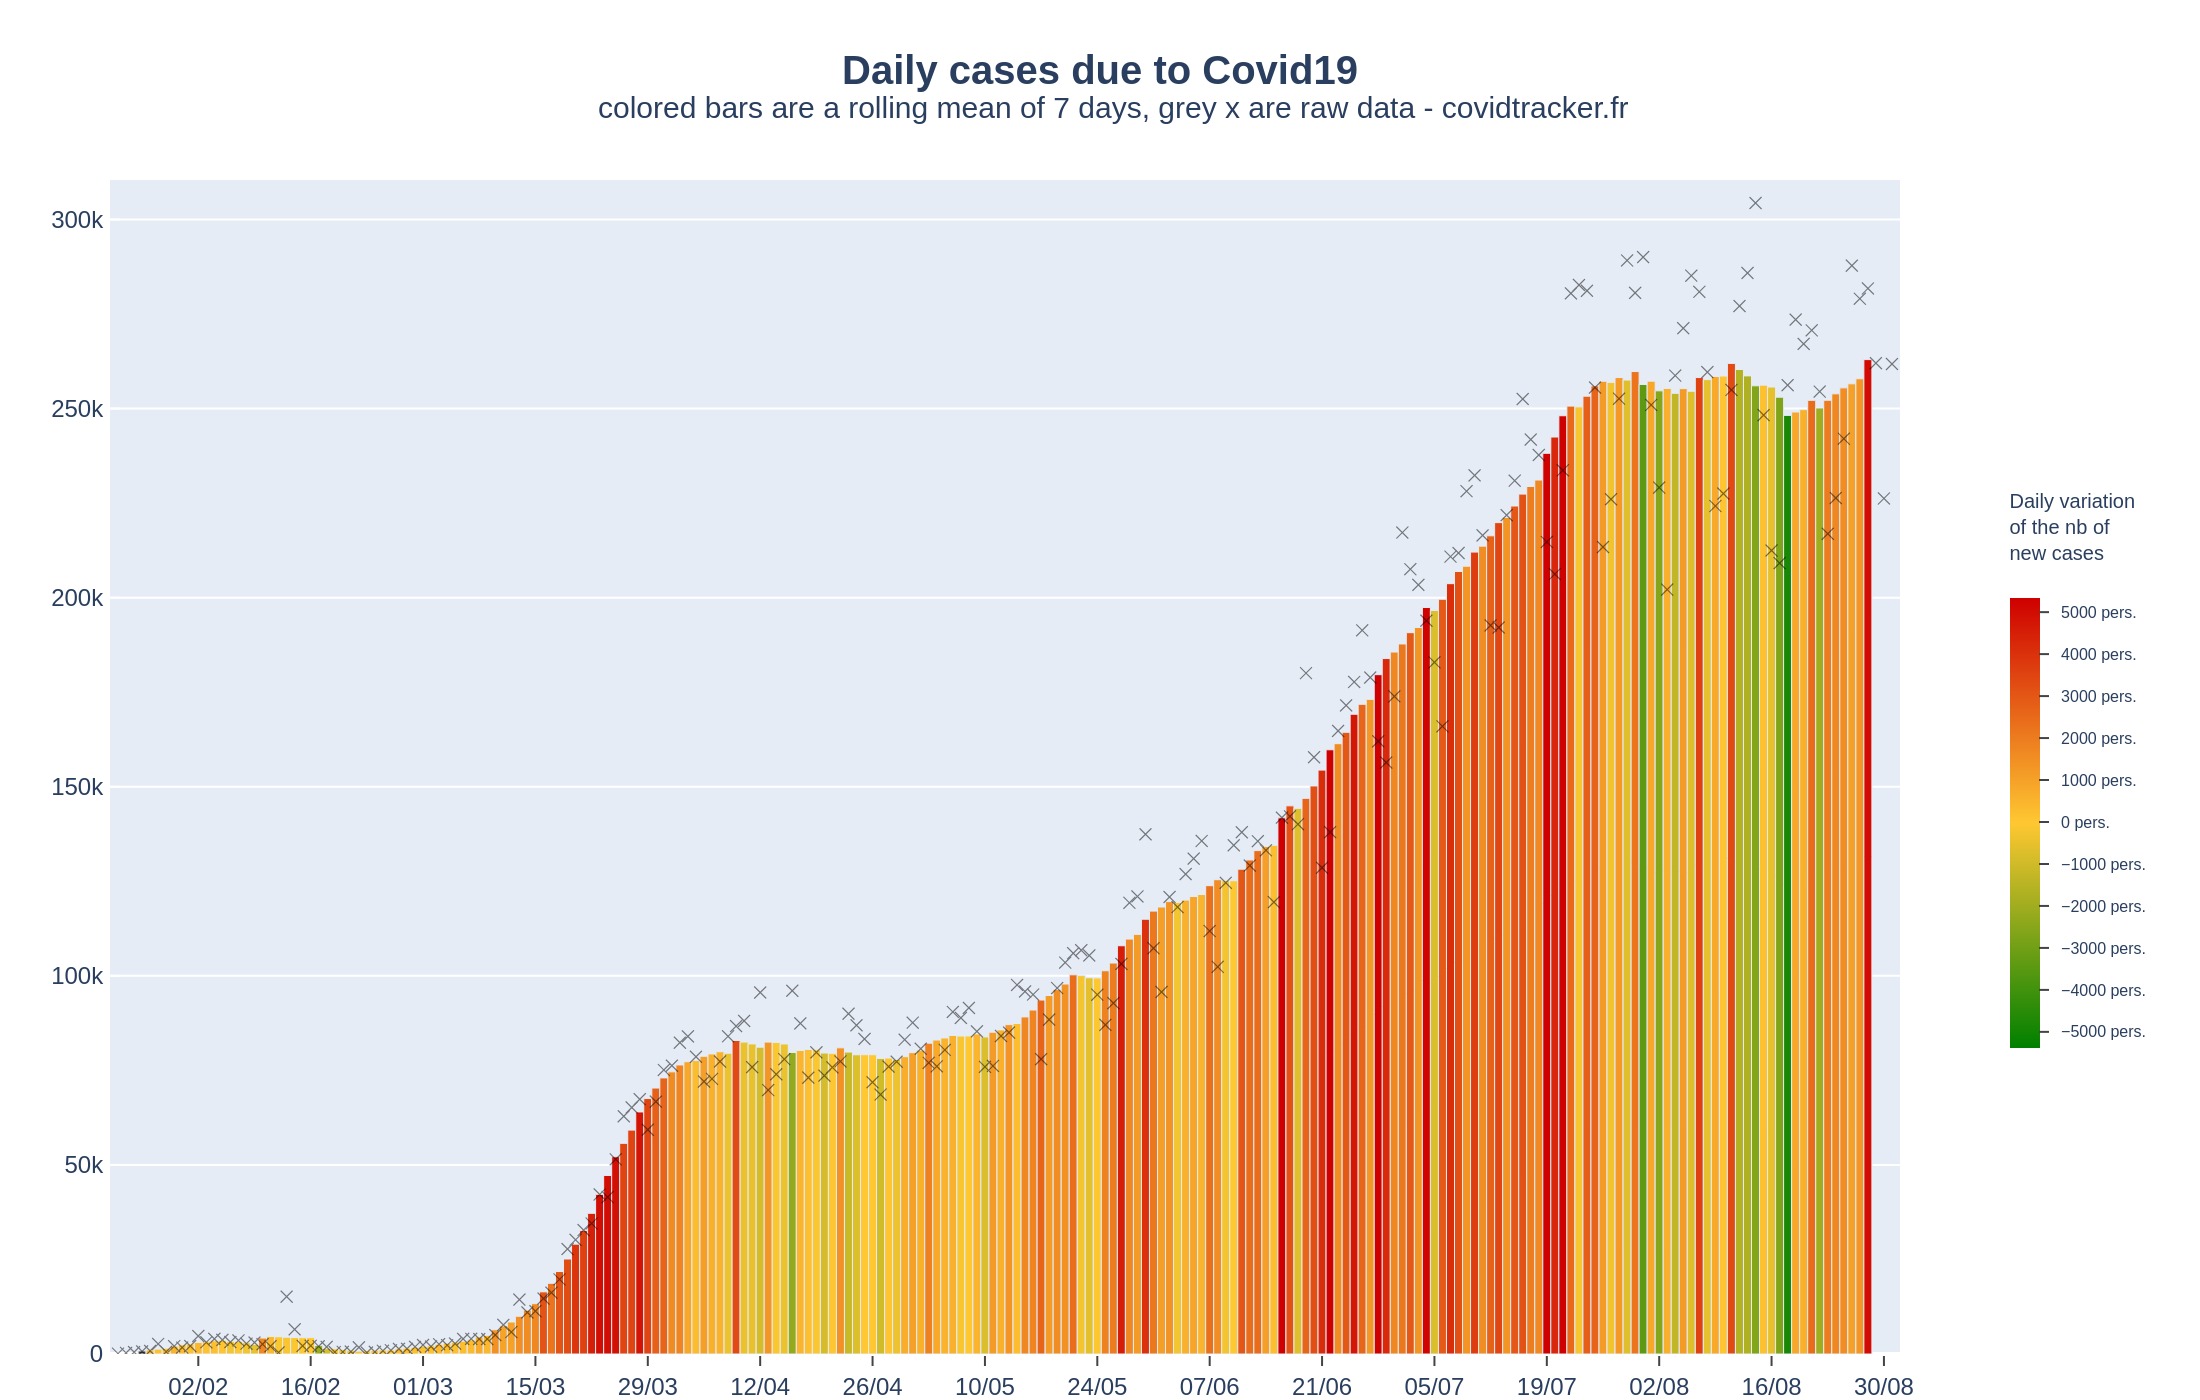 Daily cases due to Covid19
colored bars are a rolling mean of 7 days, grey x are raw data - covidtracker.fr
300k
250k
200k
150k
100k
50k
0
02/02 16/02 01/03 15/03 29/03 12/04 26/04 10/05 24/05 07/06 21/06 05/07 19/07 02/08 16/08 30/08
Daily variation
of the nb of
new cases
5000 pers.
4000 pers.
3000 pers.
2000 pers.
1000 pers.
0 pers.
−1000 pers.
−2000 pers.
−3000 pers.
−4000 pers.
−5000 pers.